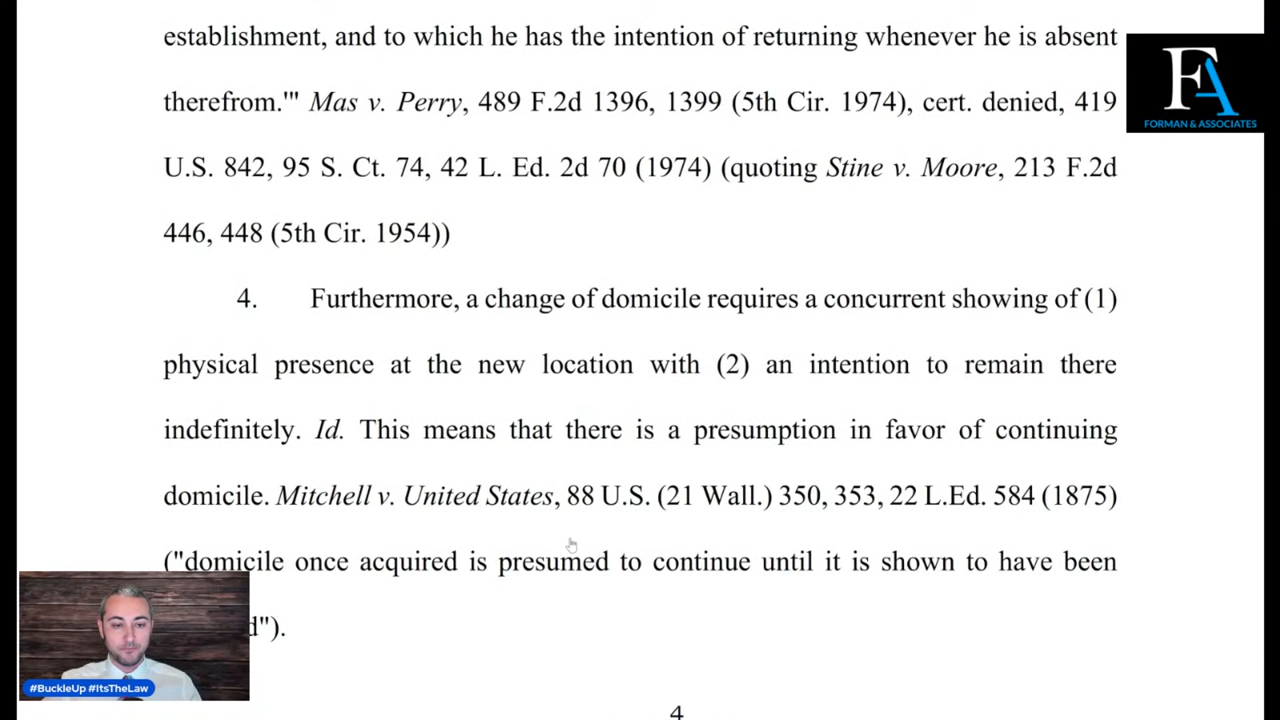 establishment, and to which he has the intention of returning whenever he is absent
therefrom.'" Mas v. Perry, 489 F.2d 1396, 1399 (5th Cir. 1974), cert. denied, 419
U.S. 842, 95 S. Ct. 74, 42 L. Ed. 2d 70 (1974) (quoting Stine v. Moore, 213 F.2d
446, 448 (5th Cir. 1954))
4. Furthermore, a change of domicile requires a concurrent showing of (1)
physical presence at the new location with (2) an intention to remain there
indefinitely. Id. This means that there is a presumption in favor of continuing
domicile. Mitchell v. United States, 88 U.S. (21 Wall.) 350, 353, 22 L.Ed. 584 (1875)
("domicile once acquired is presumed to continue until it is shown to have been
d").
4
FA
FORMAN & ASSOCIATES
#BuckleUp #ItsTheLaw